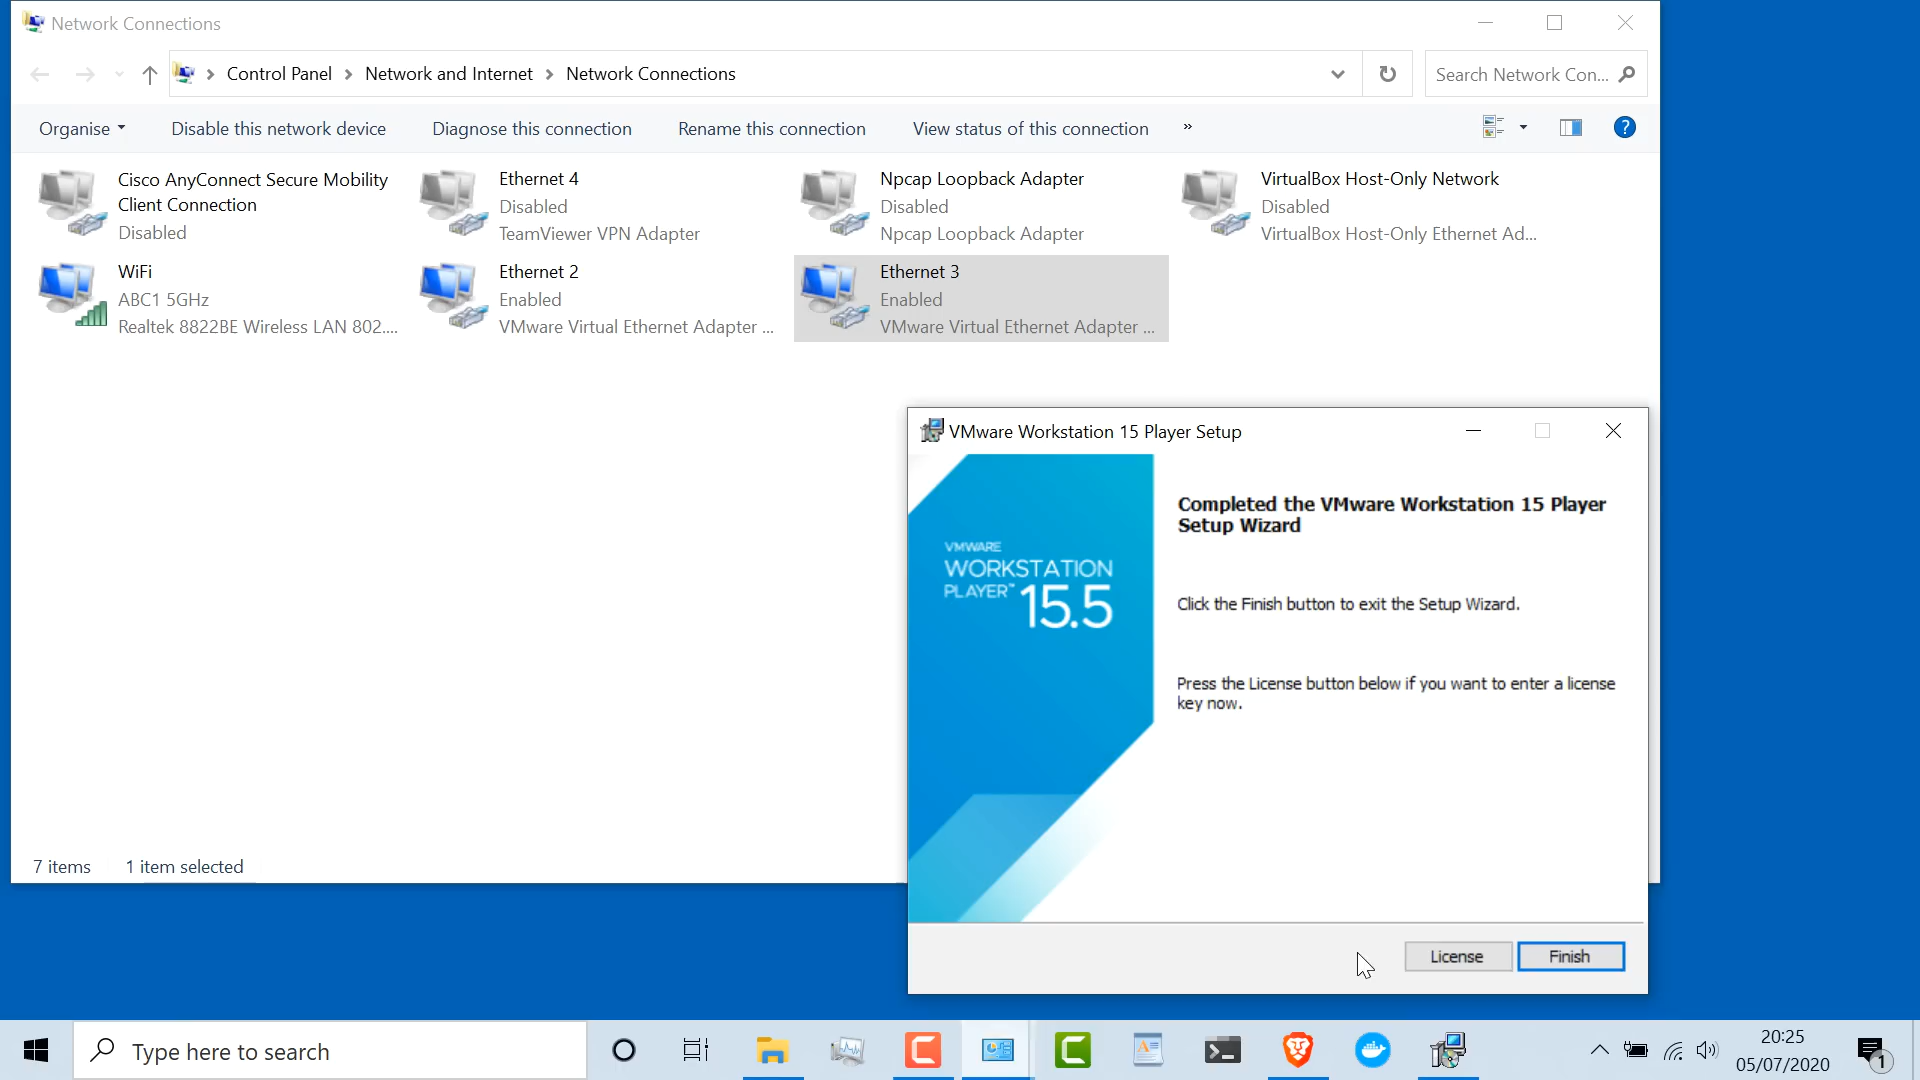 Network Connections
Control Panel
Network and Internet
Network Connections
Search Network Con...
Organise
Disable this network device
Diagnose this connection
Rename this connection
View status of this connection
»
?
Cisco AnyConnect Secure Mobility
Client Connection
Disabled
Ethernet 4
Disabled
TeamViewer VPN Adapter
Npcap Loopback Adapter
Disabled
Npcap Loopback Adapter
VirtualBox Host-Only Network
Disabled
VirtualBox Host-Only Ethernet Ad...
WiFi
ABC1 5GHz
Realtek 8822BE Wireless LAN 802....
Ethernet 2
Enabled
VMware Virtual Ethernet Adapter ...
Ethernet 3
Enabled
VMware Virtual Ethernet Adapter ...
VMware Workstation 15 Player Setup
VMWARE
WORKSTATION
PLAYER™ 15.5
Completed the VMware Workstation 15 Player
Setup Wizard
Click the Finish button to exit the Setup Wizard.
Press the License button below if you want to enter a license
key now.
License
Finish
7 items
1 item selected
Type here to search
20:25
05/07/2020
1